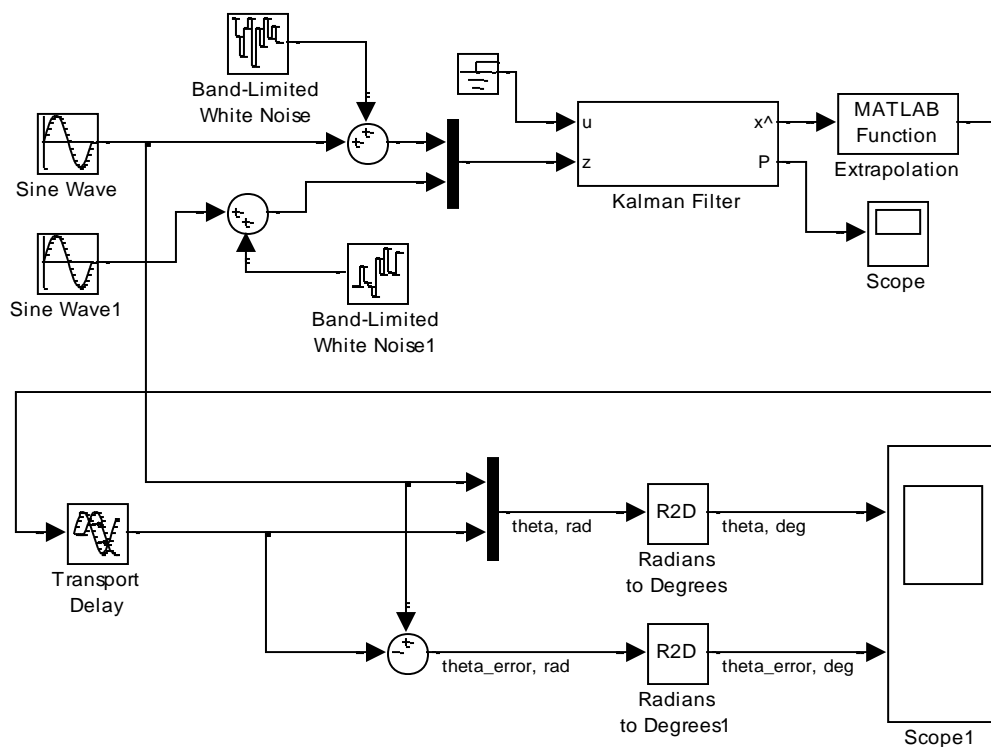 Band-Limited
White Noise
Sine Wave
Sine Wave1
Band-Limited
White Noise1
u
z
x^
P
Kalman Filter
MATLAB
Function
Extrapolation
Scope
Transport
Delay
theta, rad
R2D
Radians
to Degrees
theta, deg
theta_error, rad
R2D
Radians
to Degrees1
theta_error, deg
Scope1